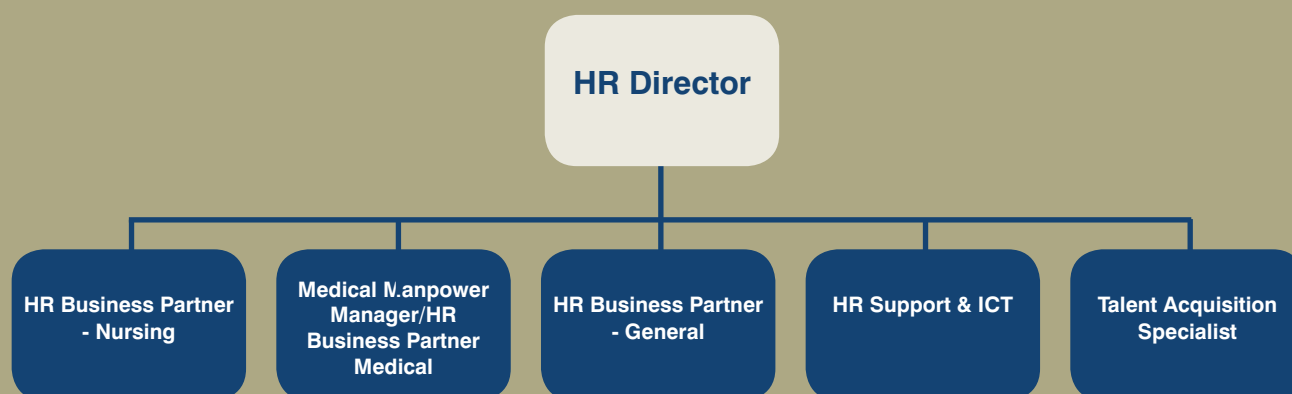 HR Director
HR Business Partner
- Nursing
Medical Manpower
Manager/HR
Business Partner
Medical
HR Business Partner
- General
HR Support & ICT
Talent Acquisition
Specialist